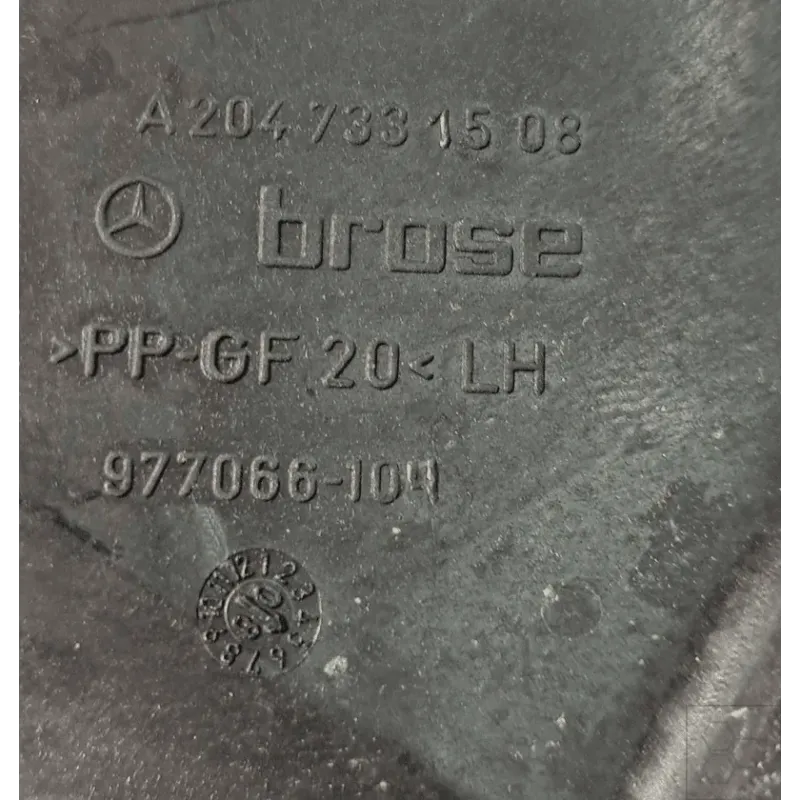 A 204 733 15 08
brose
>PP-GF 20< LH
977066-104